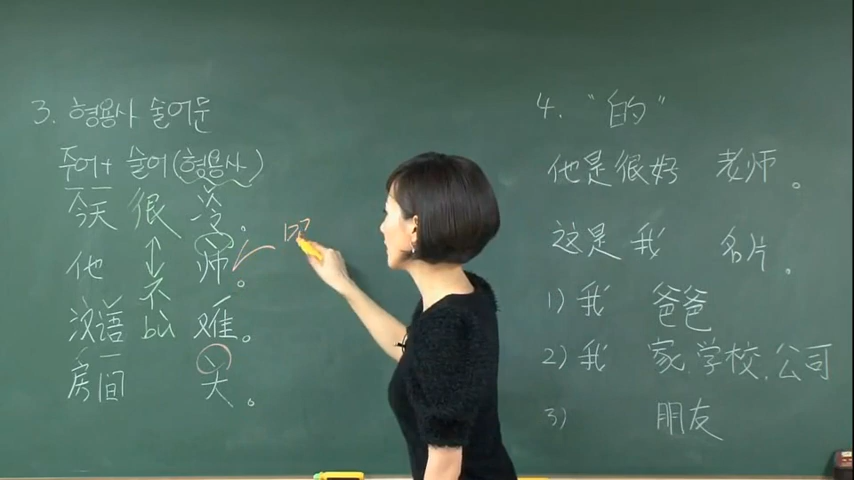 3. 형용사 술어문
주어+ 술어(형용사)
今天 很 冷。
他 师。
不
汉语 bù 难。
房间 大。
4. "的"
他是很好 老师。
这是 我 名片。
1) 我 爸爸
2) 我 家, 学校, 公司
3) 朋友